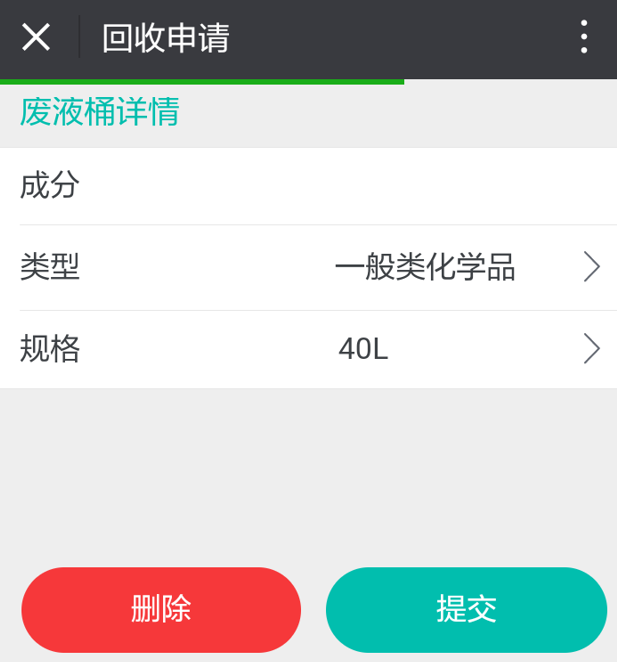 回收申请
废液桶详情
成分
类型 一般类化学品
规格 40L
删除 提交